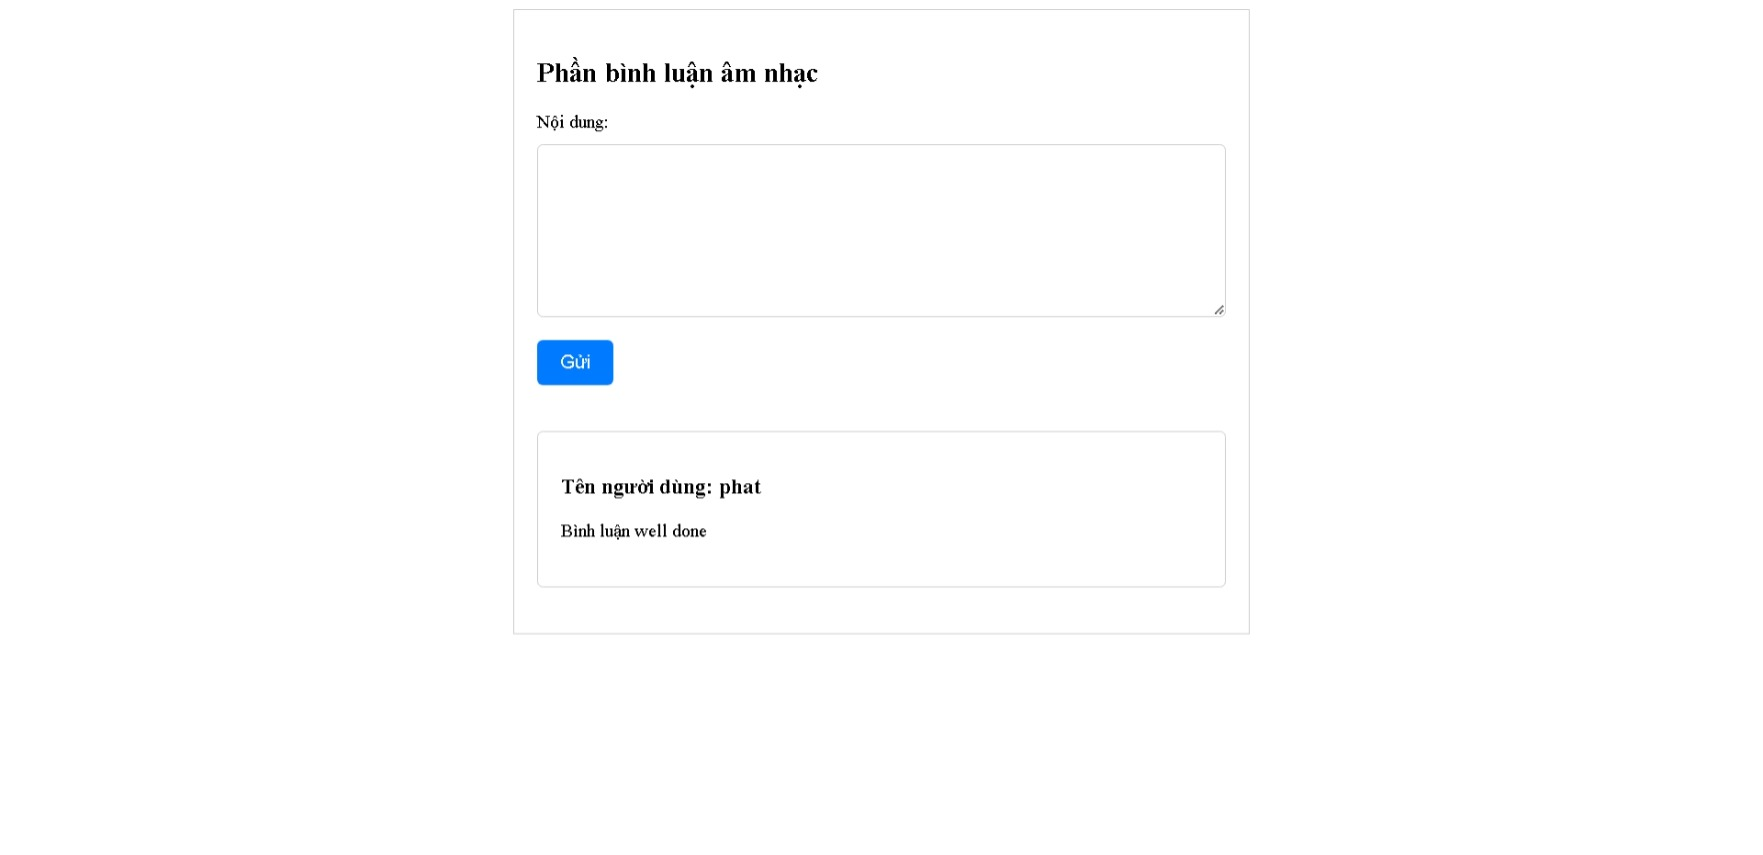 Phần bình luận âm nhạc
Nội dung:
Gửi
Tên người dùng: phat
Bình luận well done